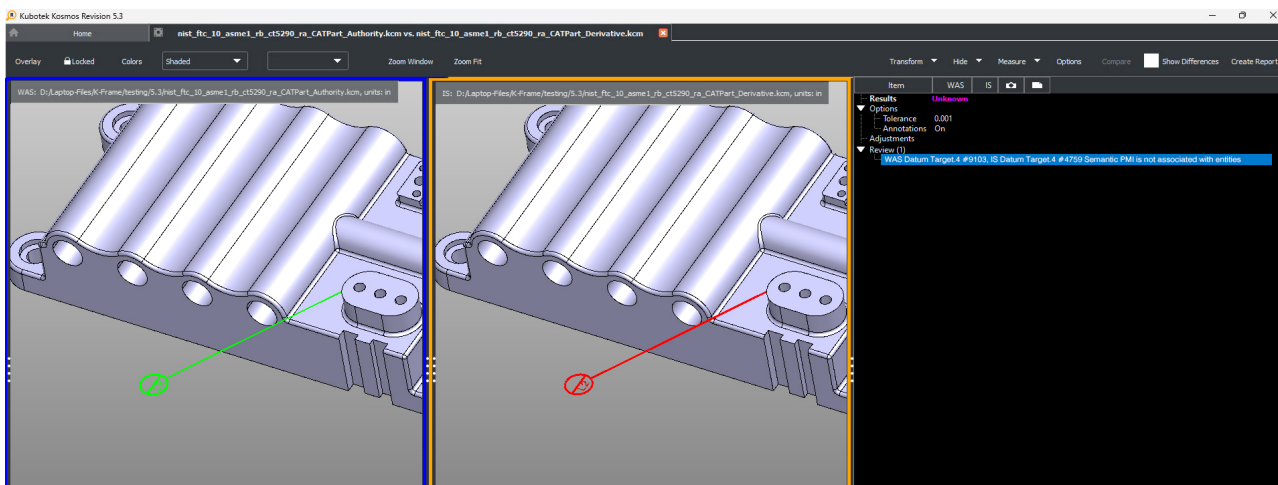 Kubotek Kosmos Revision 5.3
Home
nist_ftc_10_asme1_rb_ct5290_ra_CATPart_Authority.kcm vs. nist_ftc_10_asme1_rb_ct5290_ra_CATPart_Derivative.kcm
Overlay Locked Colors Shaded Zoom Window Zoom Fit Transform Hide Measure Options Compare Show Differences Create Report
WAS: D:/Laptop-Files/K-Frame/testing/5.3/nist_ftc_10_asme1_rb_ct5290_ra_CATPart_Authority.kcm, units: in
IS: D:/Laptop-Files/K-Frame/testing/5.3/nist_ftc_10_asme1_rb_ct5290_ra_CATPart_Derivative.kcm, units: in
Item WAS IS
Results Unknown
Options
Tolerance 0.001
Annotations On
Adjustments
Review (1)
WAS Datum Target.4 #9103, IS Datum Target.4 #4759 Semantic PMI is not associated with entities